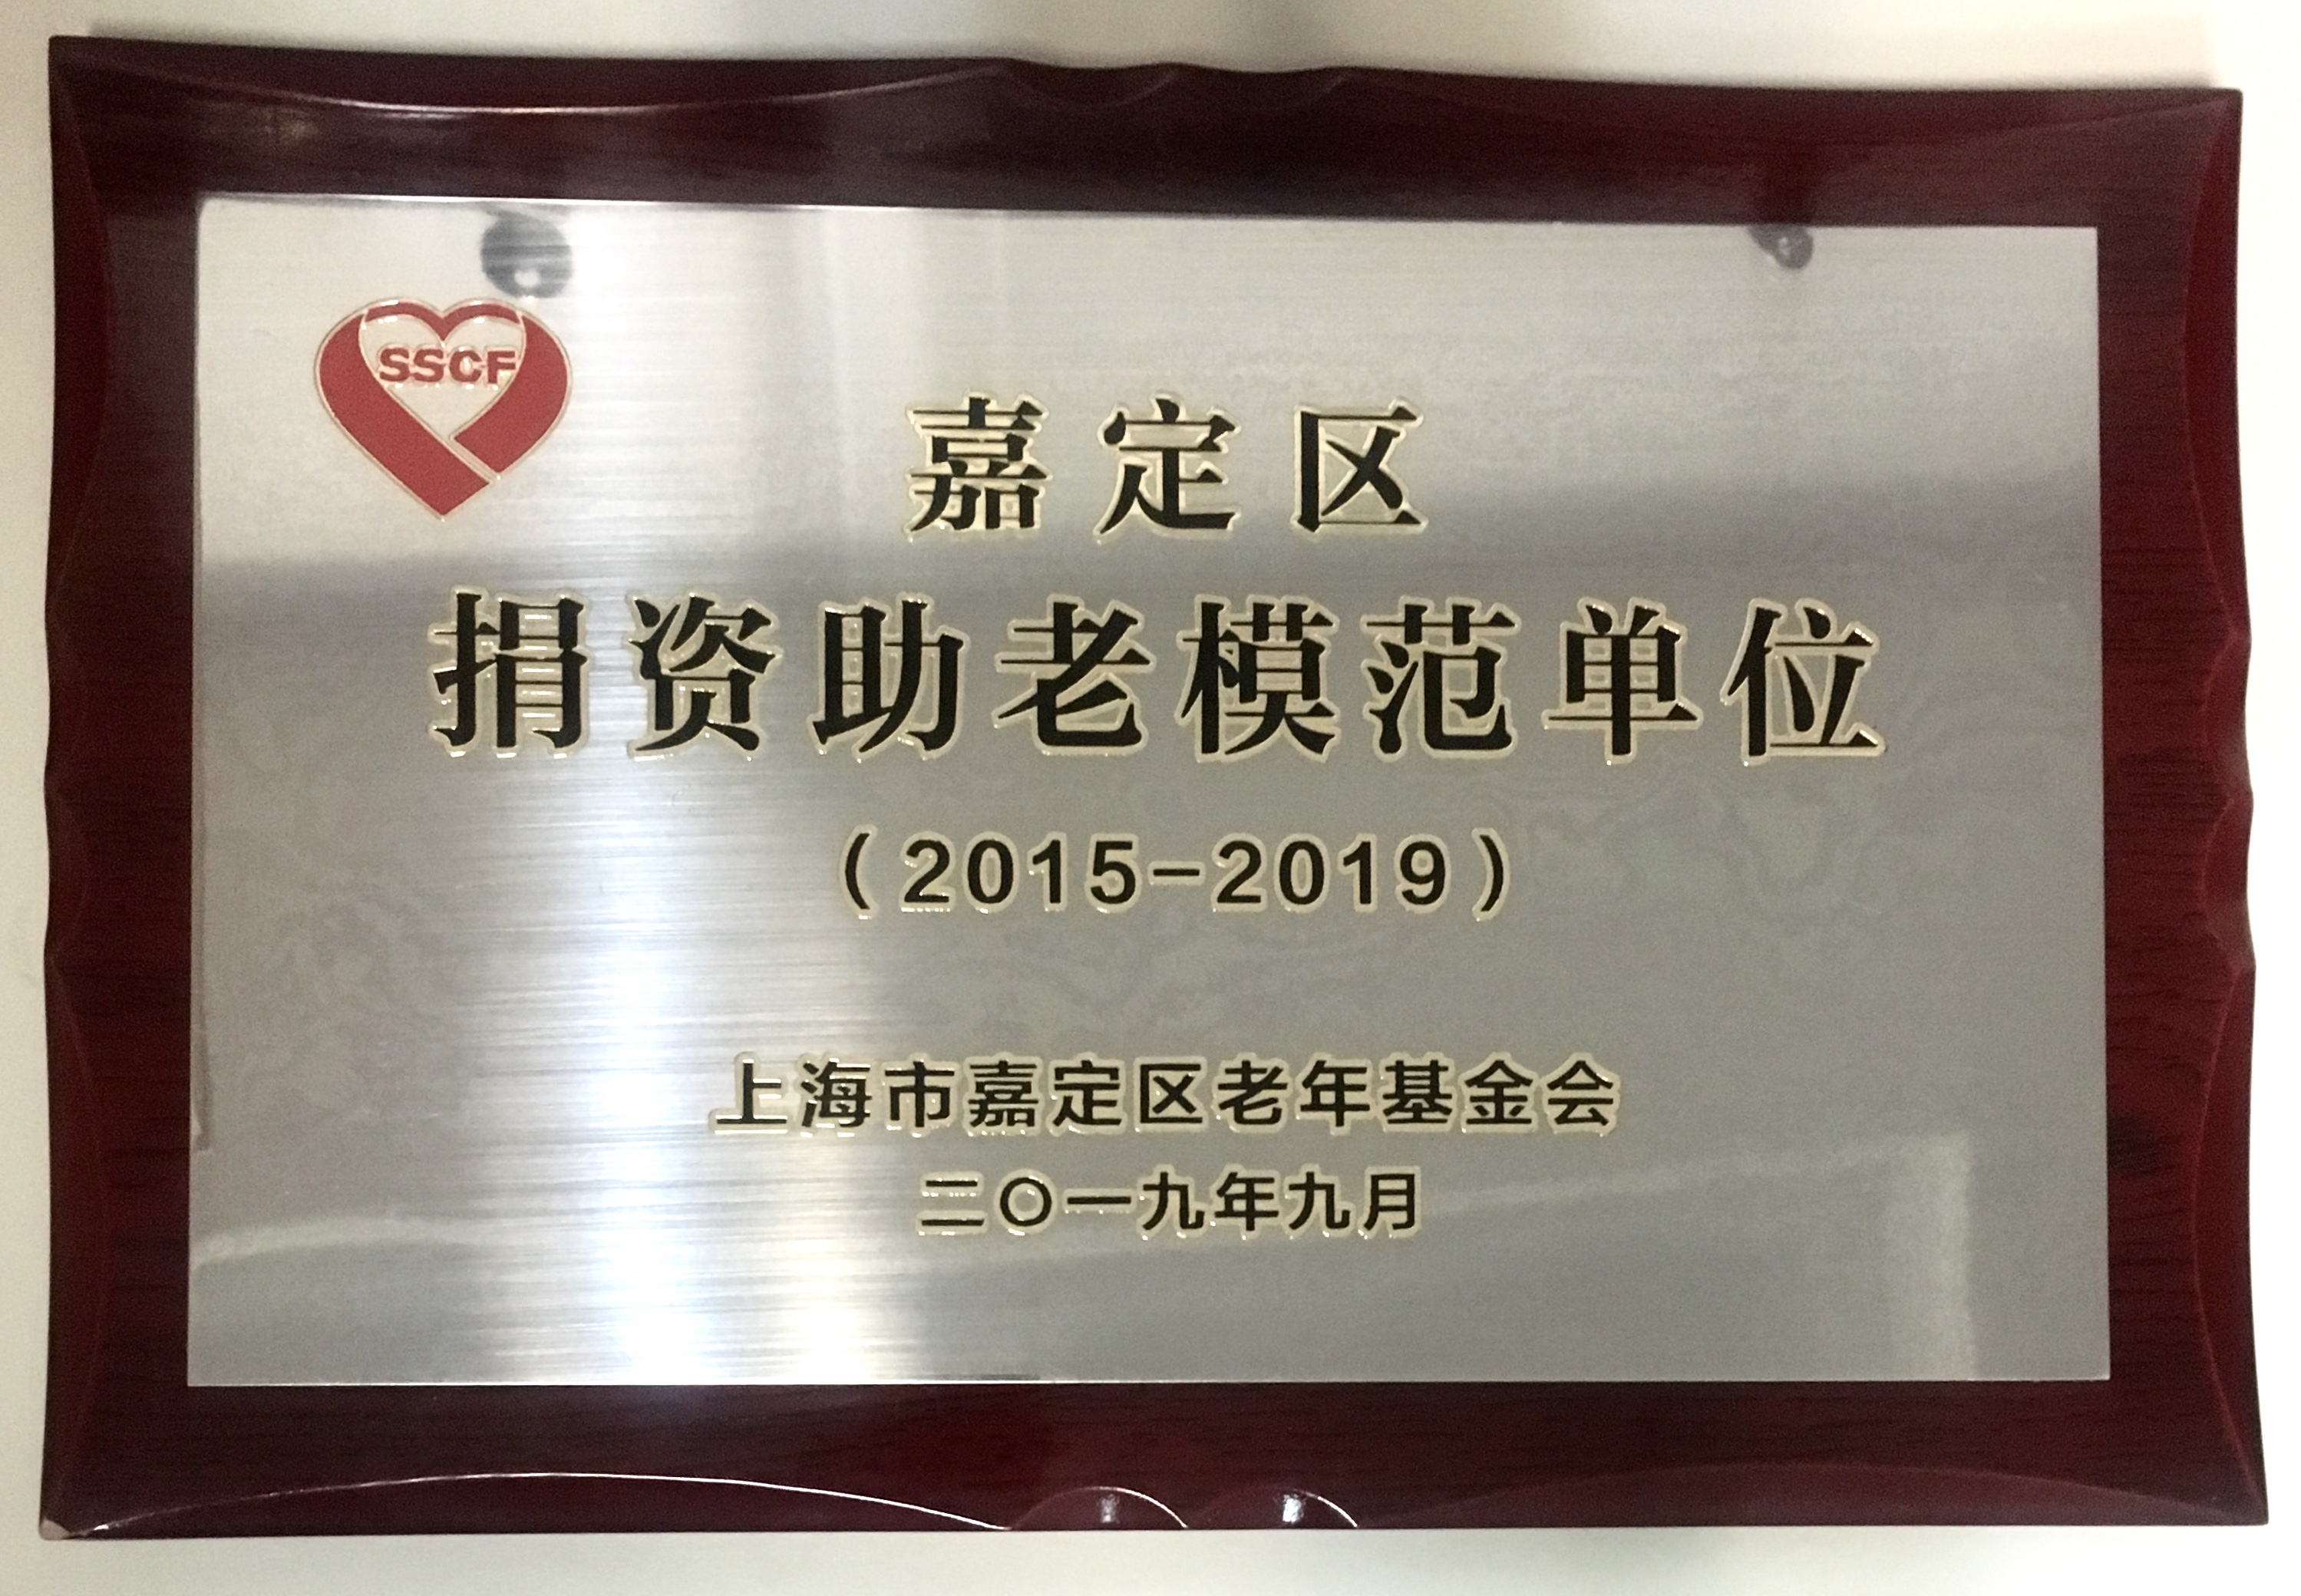 SSCF
嘉定区
捐资助老模范单位
（2015-2019）
上海市嘉定区老年基金会
二〇一九年九月